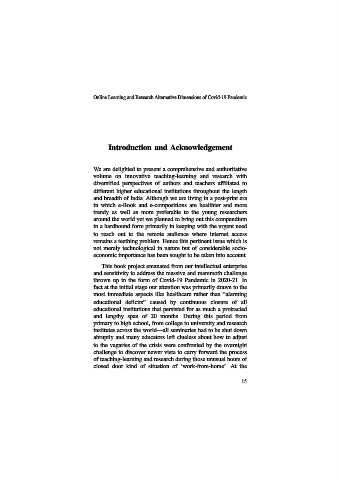 Online Learning and Research Alternative Dimensions of Covid-19 Pandemic
Introduction and Acknowledgement
We are delighted to present a comprehensive and authoritative
volume on innovative teaching-learning and research with
diversified perspectives of authors and teachers affiliated to
different higher educational institutions throughout the length
and breadth of India. Although we are living in a post-print era
in which e-Book and e-compositions are healthier and more
trendy as well as more preferable to the young researchers
around the world yet we planned to bring out this compendium
in a hardbound form primarily in keeping with the urgent need
to reach out to the remote audience where internet access
remains a teething problem. Hence this pertinent issue which is
not merely technological in nature but of considerable socio-
economic importance has been sought to be taken into account.
This book project emanated from our intellectual enterprise
and sensitivity to address the massive and mammoth challenge
thrown up in the form of Covid-19 Pandemic in 2020-21. In
fact at the initial stage our attention was primarily drawn to the
most immediate aspects like healthcare rather than "alarming
educational deficits" caused by continuous closure of all
educational institutions that persisted for as much a protracted
and lengthy span of 20 months. During this period from
primary to high school, from college to university and research
institutes across the world—all seminaries had to be shut down
abruptly and many educators left clueless about how to adjust
to the vagaries of the crisis were confronted by the overnight
challenge to discover newer vista to carry forward the process
of teaching-learning and research during those unusual hours of
closed door kind of situation of 'work-from-home'. At the
15